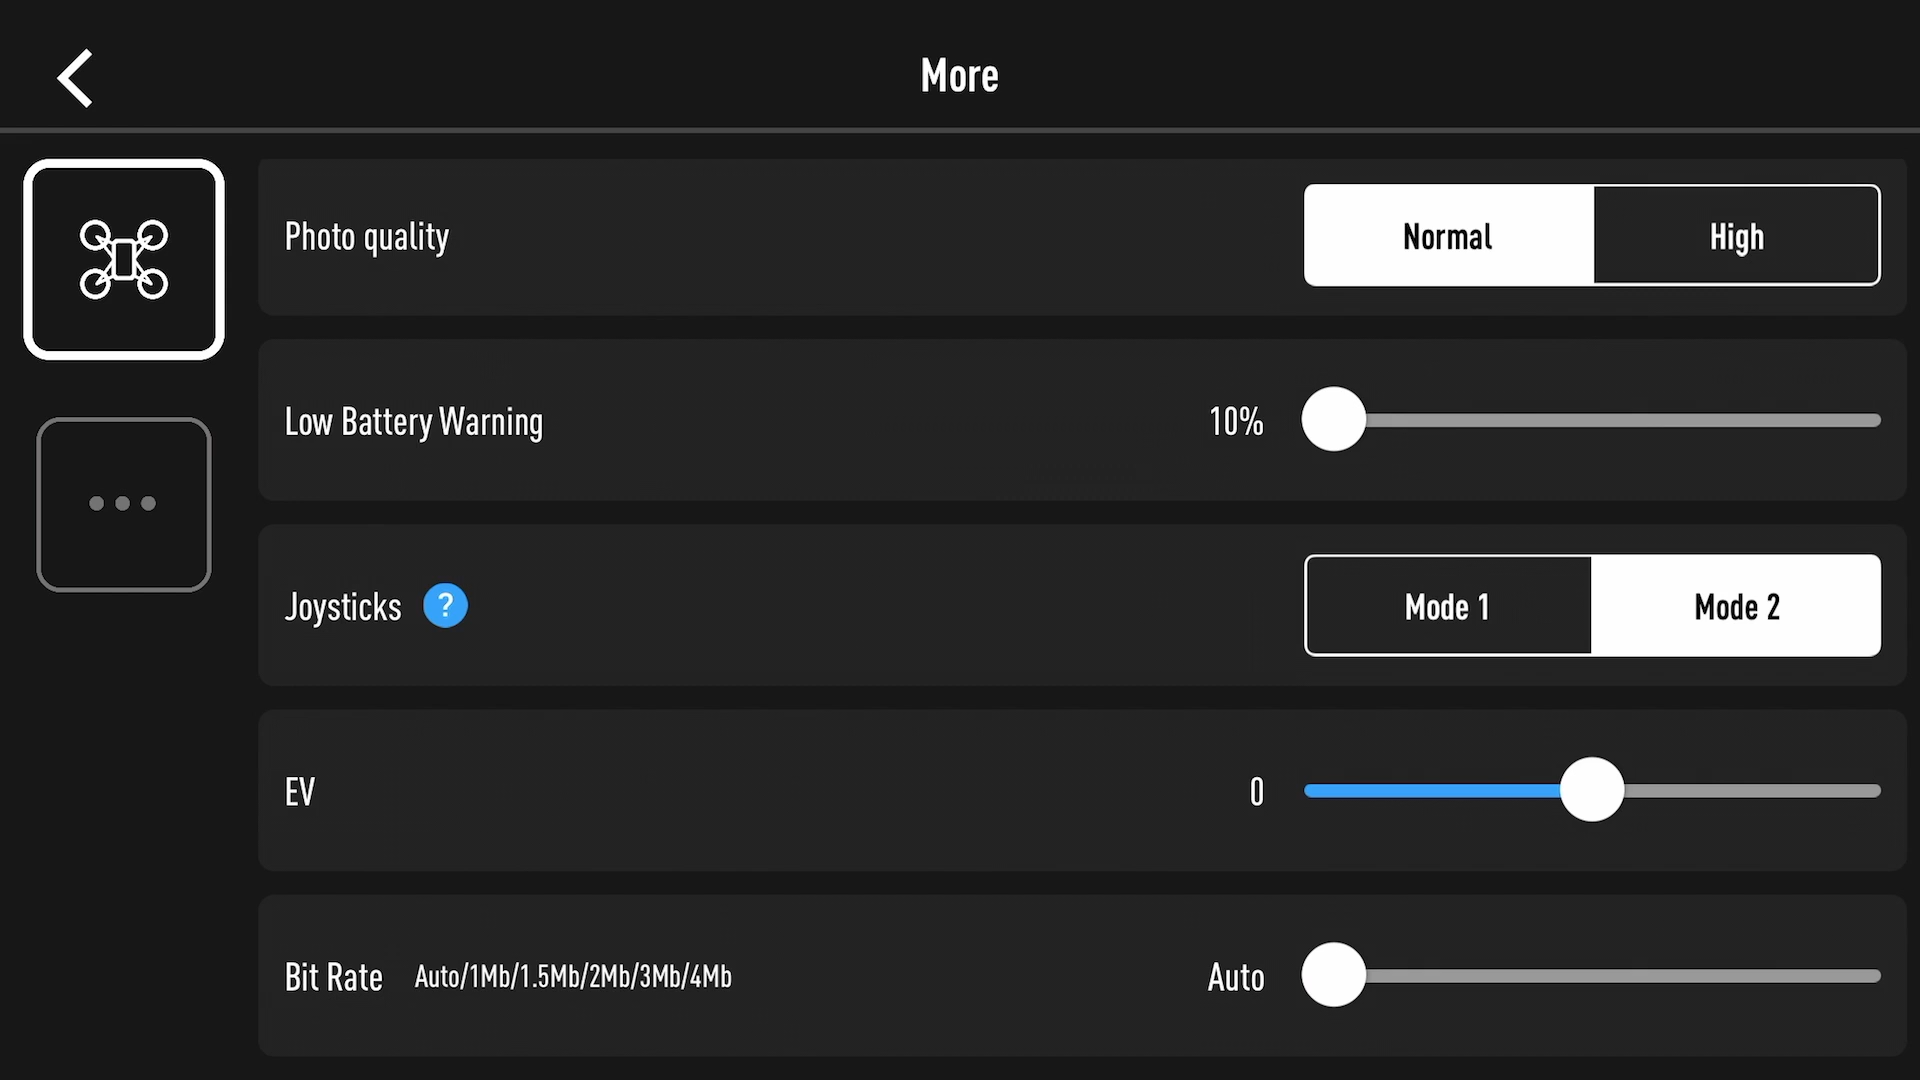 More
Photo quality Normal High
Low Battery Warning 10%
Joysticks ? Mode 1 Mode 2
EV 0
Bit Rate Auto/1Mb/1.5Mb/2Mb/3Mb/4Mb Auto